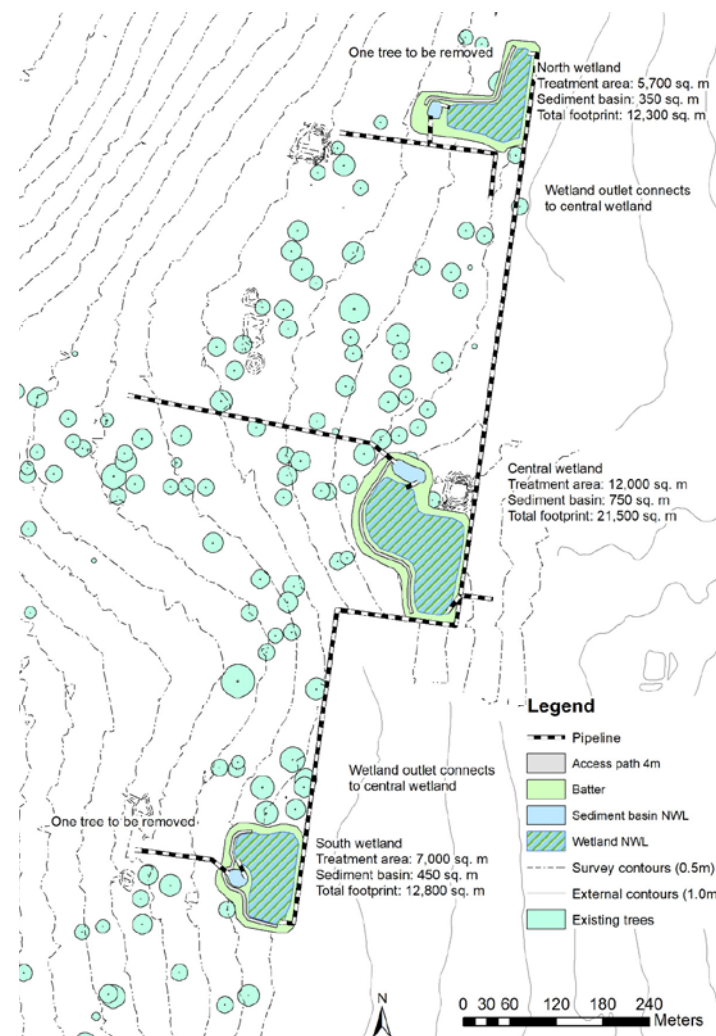 One tree to be removed
North wetland
Treatment area: 5,700 sq. m
Sediment basin: 350 sq. m
Total footprint: 12,300 sq. m
Wetland outlet connects
to central wetland
Central wetland
Treatment area: 12,000 sq. m
Sediment basin: 750 sq. m
Total footprint: 21,500 sq. m
Wetland outlet connects
to central wetland
One tree to be removed
South wetland
Treatment area: 7,000 sq. m
Sediment basin: 450 sq. m
Total footprint: 12,800 sq. m
Legend
Pipeline
Access path 4m
Batter
Sediment basin NWL
Wetland NWL
Survey contours (0.5m)
External contours (1.0m
Existing trees
N
0 30 60 120 180 240
Meters